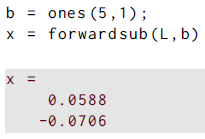 b = ones(5,1);
x = forwardsub(L,b)
x =
0.0588
-0.0706